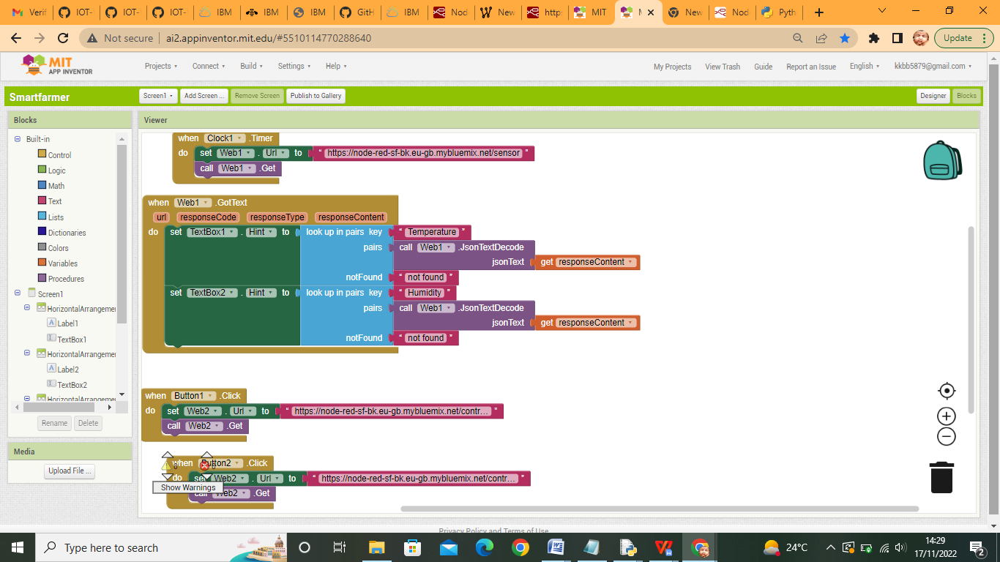 Verif
IOT-
IOT-
IOT-
IBM
IBM
IBM
GitH
IBM
Nod
New
http
MIT
M
New
Nod
Pyth
Not secure
ai2.appinventor.mit.edu/#5510114770288640
Update
MIT
APP INVENTOR
Projects
Connect
Build
Settings
Help
My Projects
View Trash
Guide
Report an Issue
English
kkbb5879@gmail.com
Smartfarmer
Screen1
Add Screen ...
Remove Screen
Publish to Gallery
Designer
Blocks
Blocks
Built-in
Control
Logic
Math
Text
Lists
Dictionaries
Colors
Variables
Procedures
Screen1
HorizontalArrangeme
Label1
TextBox1
HorizontalArrangeme
Label2
TextBox2
HorizontalArrangeme
Rename
Delete
Media
Upload File ...
Viewer
when Clock1 .Timer
do set Web1 . Url to “ https://node-red-sf-bk.eu-gb.mybluemix.net/sensor ”
call Web1 .Get
when Web1 .GotText
url responseCode responseType responseContent
do set TextBox1 . Hint to look up in pairs key “ Temperature ”
pairs call Web1 .JsonTextDecode
jsonText get responseContent
notFound “ not found ”
set TextBox2 . Hint to look up in pairs key “ Humidity ”
pairs call Web1 .JsonTextDecode
jsonText get responseContent
notFound “ not found ”
when Button1 .Click
do set Web2 . Url to “ https://node-red-sf-bk.eu-gb.mybluemix.net/contr... ”
call Web2 .Get
when Button2 .Click
do set Web2 . Url to “ https://node-red-sf-bk.eu-gb.mybluemix.net/contr... ”
call Web2 .Get
0
0
Show Warnings
Privacy Policy and Terms of Use
Type here to search
24°C
14:29
17/11/2022
2